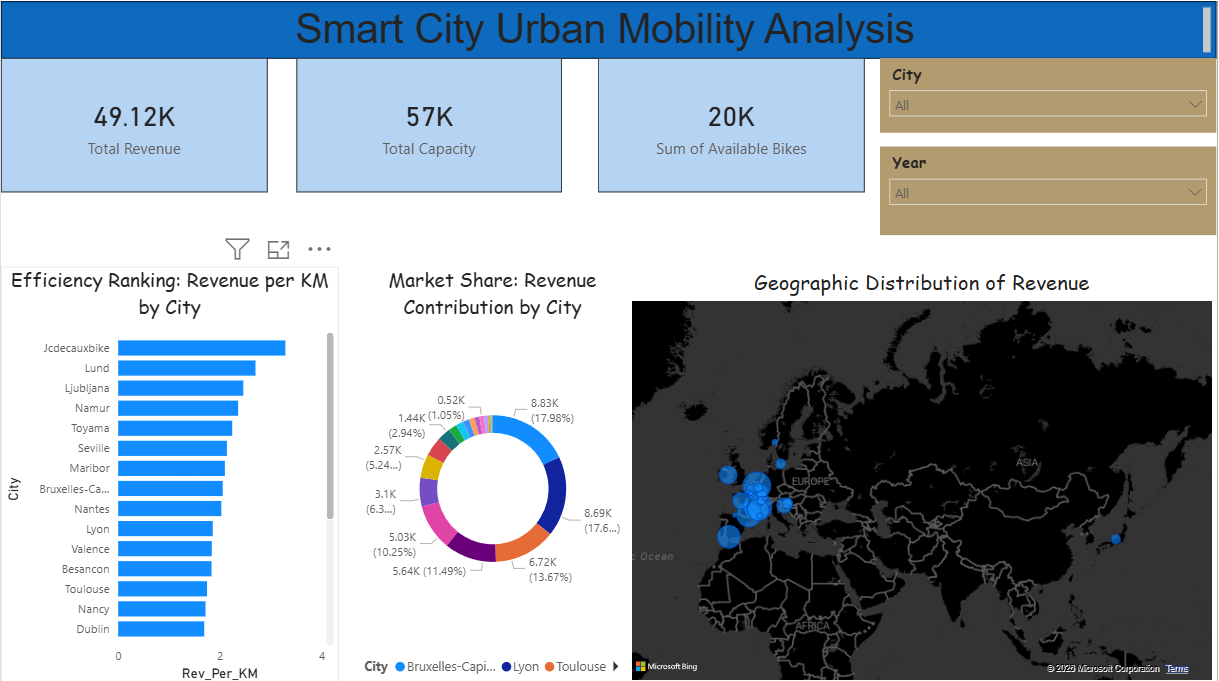 Smart City Urban Mobility Analysis
49.12K
Total Revenue
57K
Total Capacity
20K
Sum of Available Bikes
City
All
Year
All
Efficiency Ranking: Revenue per KM
by City
City
Jcdecauxbike
Lund
Ljubljana
Namur
Toyama
Seville
Maribor
Bruxelles-Ca...
Nantes
Lyon
Valence
Besancon
Toulouse
Nancy
Dublin
0
2
4
Rev_Per_KM
Market Share: Revenue
Contribution by City
8.83K
(17.98%)
8.69K
(17.6...)
6.72K
(13.67%)
5.64K (11.49%)
5.03K
(10.25%)
3.1K
(6.3...)
2.57K
(5.24...)
1.44K
(2.94%)
0.52K
(1.05%)
City Bruxelles-Capi... Lyon Toulouse
Geographic Distribution of Revenue
ASIA
EUROPE
c Ocean
AFRICA
Microsoft Bing
© 2026 Microsoft Corporation Terms